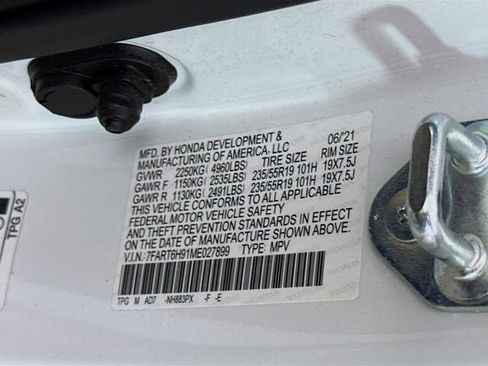 MFD. BY HONDA DEVELOPMENT & 06/21
MANUFACTURING OF AMERICA, LLC
GVWR 2250KG ( 4960LBS) TIRE SIZE RIM SIZE
GAWR F 1150KG ( 2535LBS) 235/55R19 101H 19X7.5J
GAWR R 1130KG ( 2491LBS) 235/55R19 101H 19X7.5J
THIS VEHICLE CONFORMS TO ALL APPLICABLE
FEDERAL MOTOR VEHICLE SAFETY
AND THEFT PREVENTION STANDARDS IN EFFECT
ON THE DATE OF MANUFACTURE SHOWN ABOVE.
V.I.N.: 7FART6H91ME027899 TYPE: MPV
TPG M AD7 -NH883PX -F -E
TPG A2